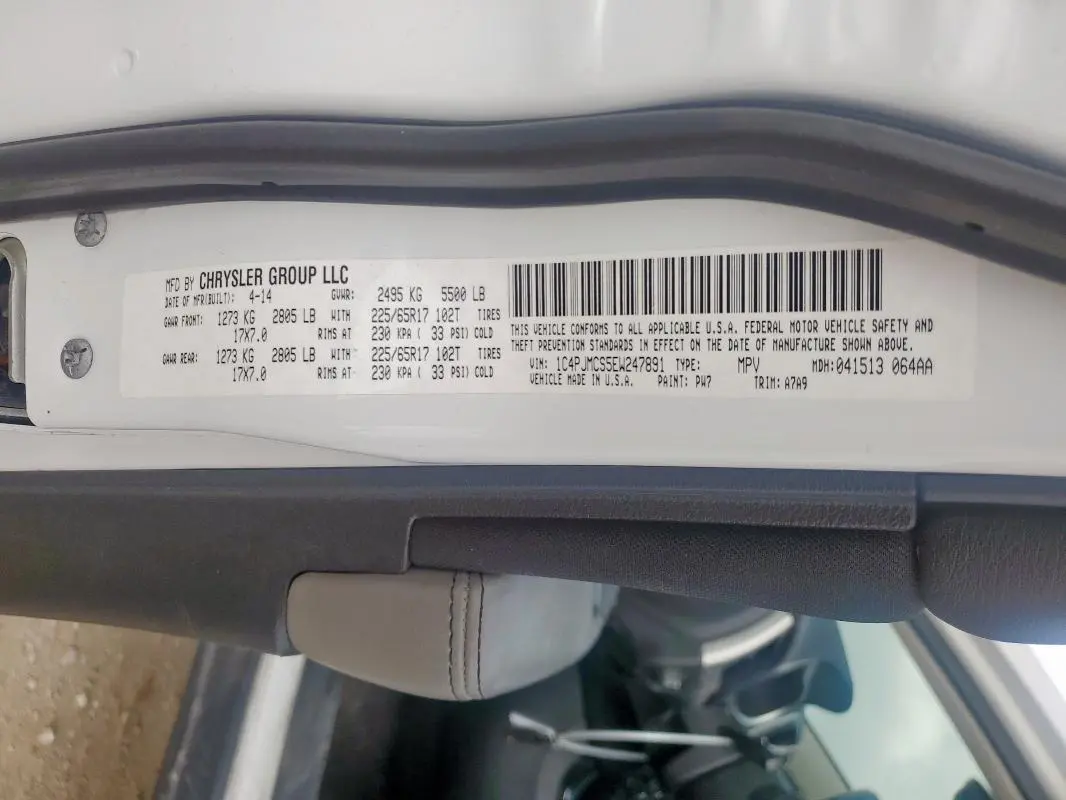 MFD BY CHRYSLER GROUP LLC
DATE OF MFR(BUILT): 4-14 GVWR: 2495 KG 5500 LB
GAWR FRONT: 1273 KG 2805 LB WITH 225/65R17 102T TIRES
17X7.0 RIMS AT 230 KPA ( 33 PSI) COLD
GAWR REAR: 1273 KG 2805 LB WITH 225/65R17 102T TIRES
17X7.0 RIMS AT 230 KPA ( 33 PSI) COLD
THIS VEHICLE CONFORMS TO ALL APPLICABLE U.S.A. FEDERAL MOTOR VEHICLE SAFETY AND
THEFT PREVENTION STANDARDS IN EFFECT ON THE DATE OF MANUFACTURE SHOWN ABOVE.
VIN: 1C4PJMCS5EW247891 TYPE: MPV MDH:041513 064AA
VEHICLE MADE IN U.S.A. PAINT: PW7 TRIM: A7A9